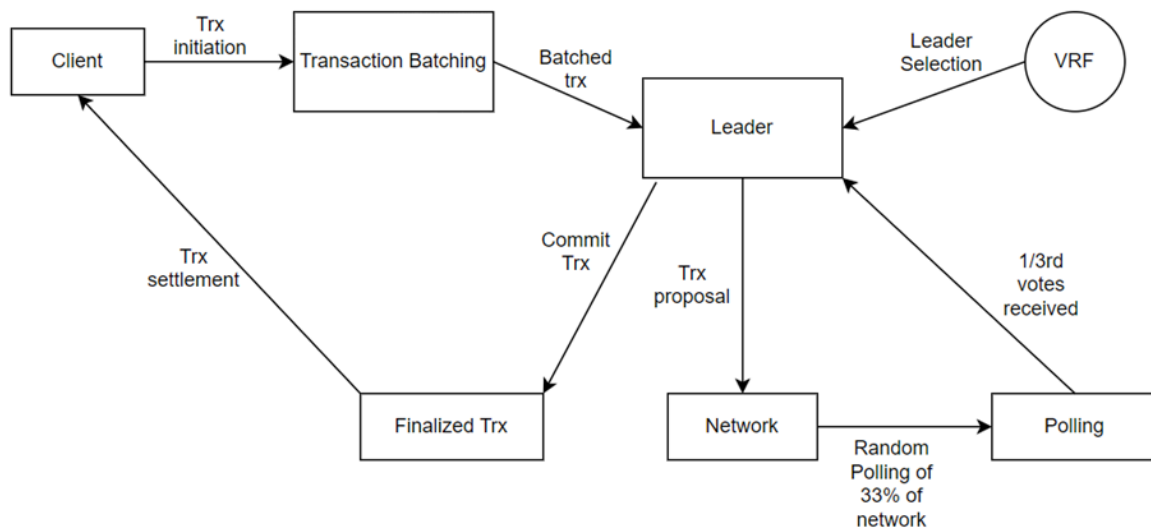 Trx
initiation
Client
Transaction Batching
Batched
trx
Leader
Selection
VRF
Leader
Trx
settlement
Commit
Trx
Trx
proposal
1/3rd
votes
received
Finalized Trx
Network
Random
Polling of
33% of
network
Polling